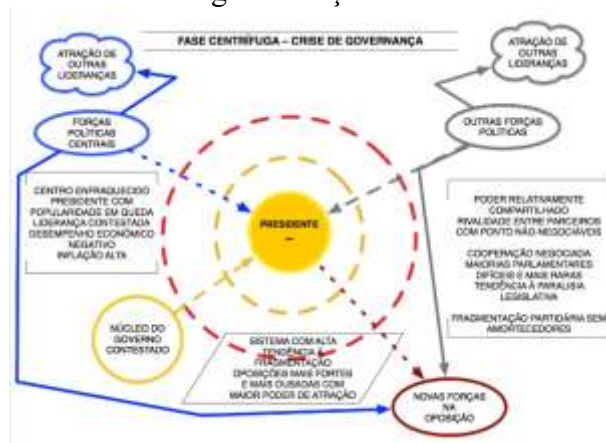 FASE CENTRÍFUGA – CRISE DE GOVERNANÇA
ATRAÇÃO DE
OUTRAS
LIDERANÇAS
ATRAÇÃO DE
OUTRAS
LIDERANÇAS
FORÇAS
POLÍTICAS
CENTRAIS
OUTRAS FORÇAS
POLÍTICAS
CENTRO ENFRAQUECIDO
PRESIDENTE COM
POPULARIDADE EM QUEDA
LIDERANÇA CONTESTADA
DESEMPENHO ECONÔMICO
NEGATIVO
INFLAÇÃO ALTA
PRESIDENTE
PODER RELATIVAMENTE
COMPARTILHADO
RIVALIDADE ENTRE PARCEIROS
COM PONTO NÃO-NEGOCIÁVOS
COOPERAÇÃO NEGOCIADA
MAIORIAS PARLAMENTARES
DIFÍCEIS E MAIS RARAS
TENDÊNCIA À PARALISIA
LEGISLATIVA
FRAGMENTAÇÃO PARTIDÁRIA SEM
AMORTECEDORES
NÚCLEO DO
GOVERNO
CONTESTADO
SISTEMA COM ALTA
TENDÊNCIA À
FRAGMENTAÇÃO
OPOSIÇÕES MAIS FORTES
E MAIS OUSADAS COM
MAIOR PODER DE ATRAÇÃO
NOVAS FORÇAS
NA
OPOSIÇÃO